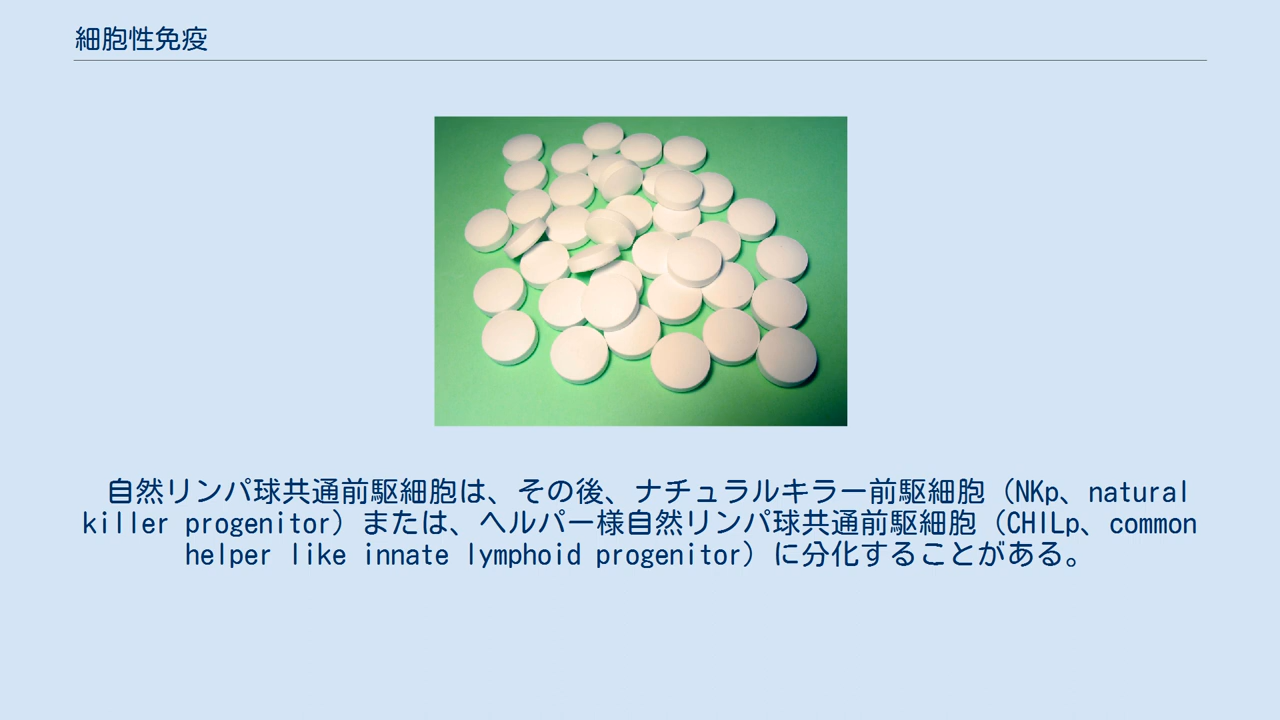 細胞性免疫
自然リンパ球共通前駆細胞は、その後、ナチュラルキラー前駆細胞（NKp、natural
killer progenitor）または、ヘルパー様自然リンパ球共通前駆細胞（CHILp、common
helper like innate lymphoid progenitor）に分化することがある。